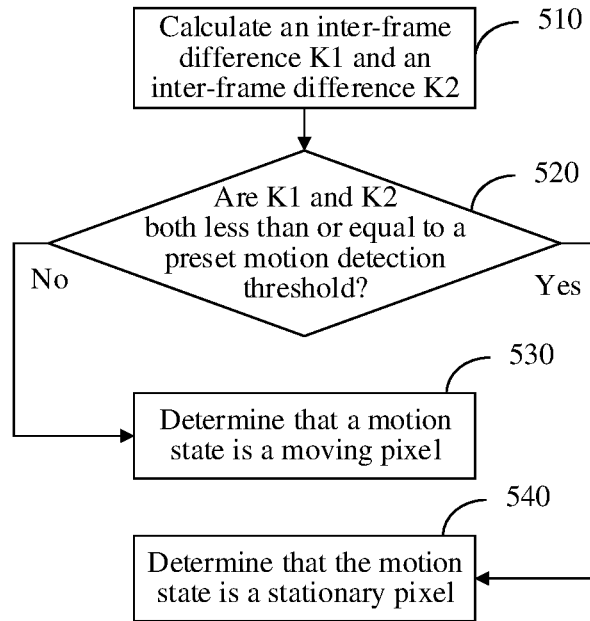 Calculate an inter-frame
difference K1 and an
inter-frame difference K2
510
Are K1 and K2
both less than or equal to a
preset motion detection
threshold?
520
No
Yes
530
Determine that a motion
state is a moving pixel
540
Determine that the motion
state is a stationary pixel